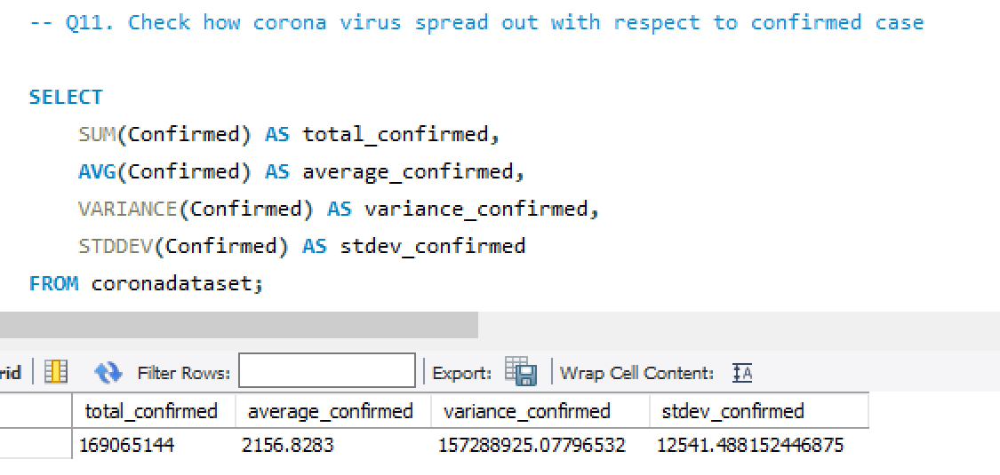 -- Q11. Check how corona virus spread out with respect to confirmed case
SELECT
SUM(Confirmed) AS total_confirmed,
AVG(Confirmed) AS average_confirmed,
VARIANCE(Confirmed) AS variance_confirmed,
STDDEV(Confirmed) AS stdev_confirmed
FROM coronadataset;
rid Filter Rows: Export: Wrap Cell Content: IA
total_confirmed average_confirmed variance_confirmed stdev_confirmed
169065144 2156.8283 157288925.07796532 12541.488152446875